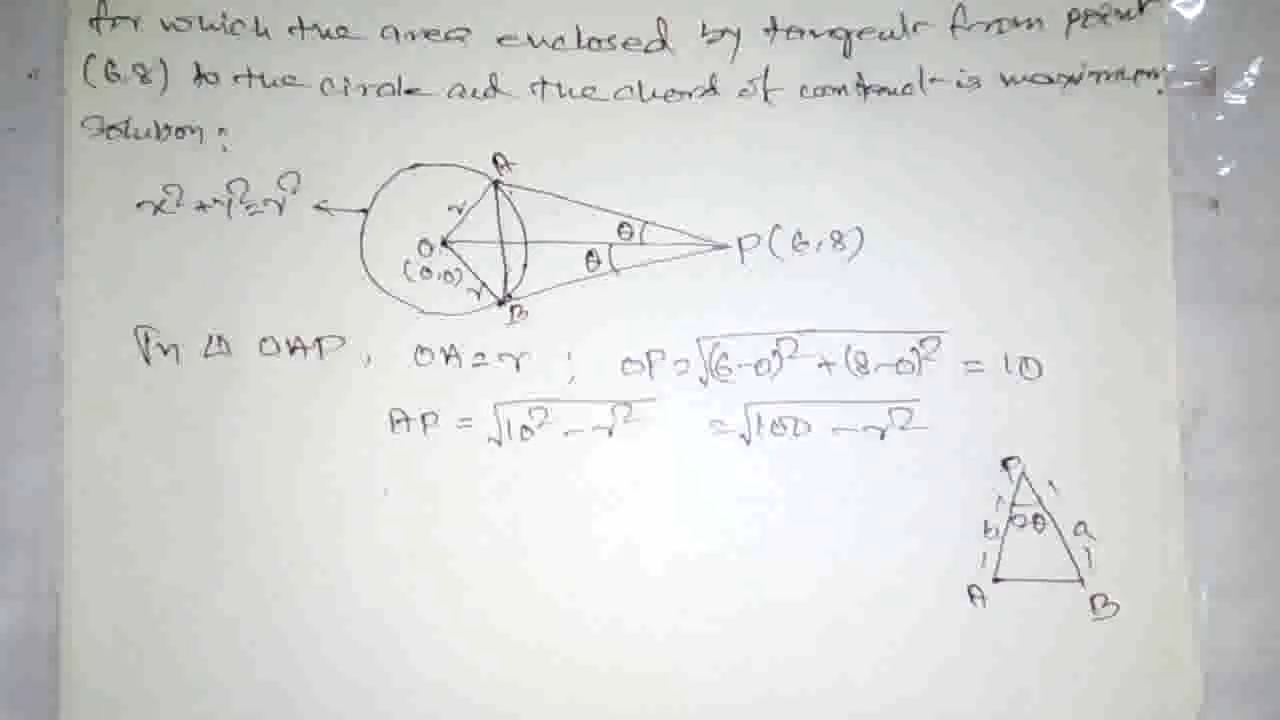 for which the area enclosed by tangent from point
(6,8) to the circle and the chord of contact is maximum.
Solution:
x²+y²=r²
A
r
O
(0,0)
r
B
θ
θ
P(6,8)
In Δ OAP, OA=r ; OP=√(6-0)²+(8-0)² = 10
AP = √10²-r² =√100-r²
P
b 2θ a
A B